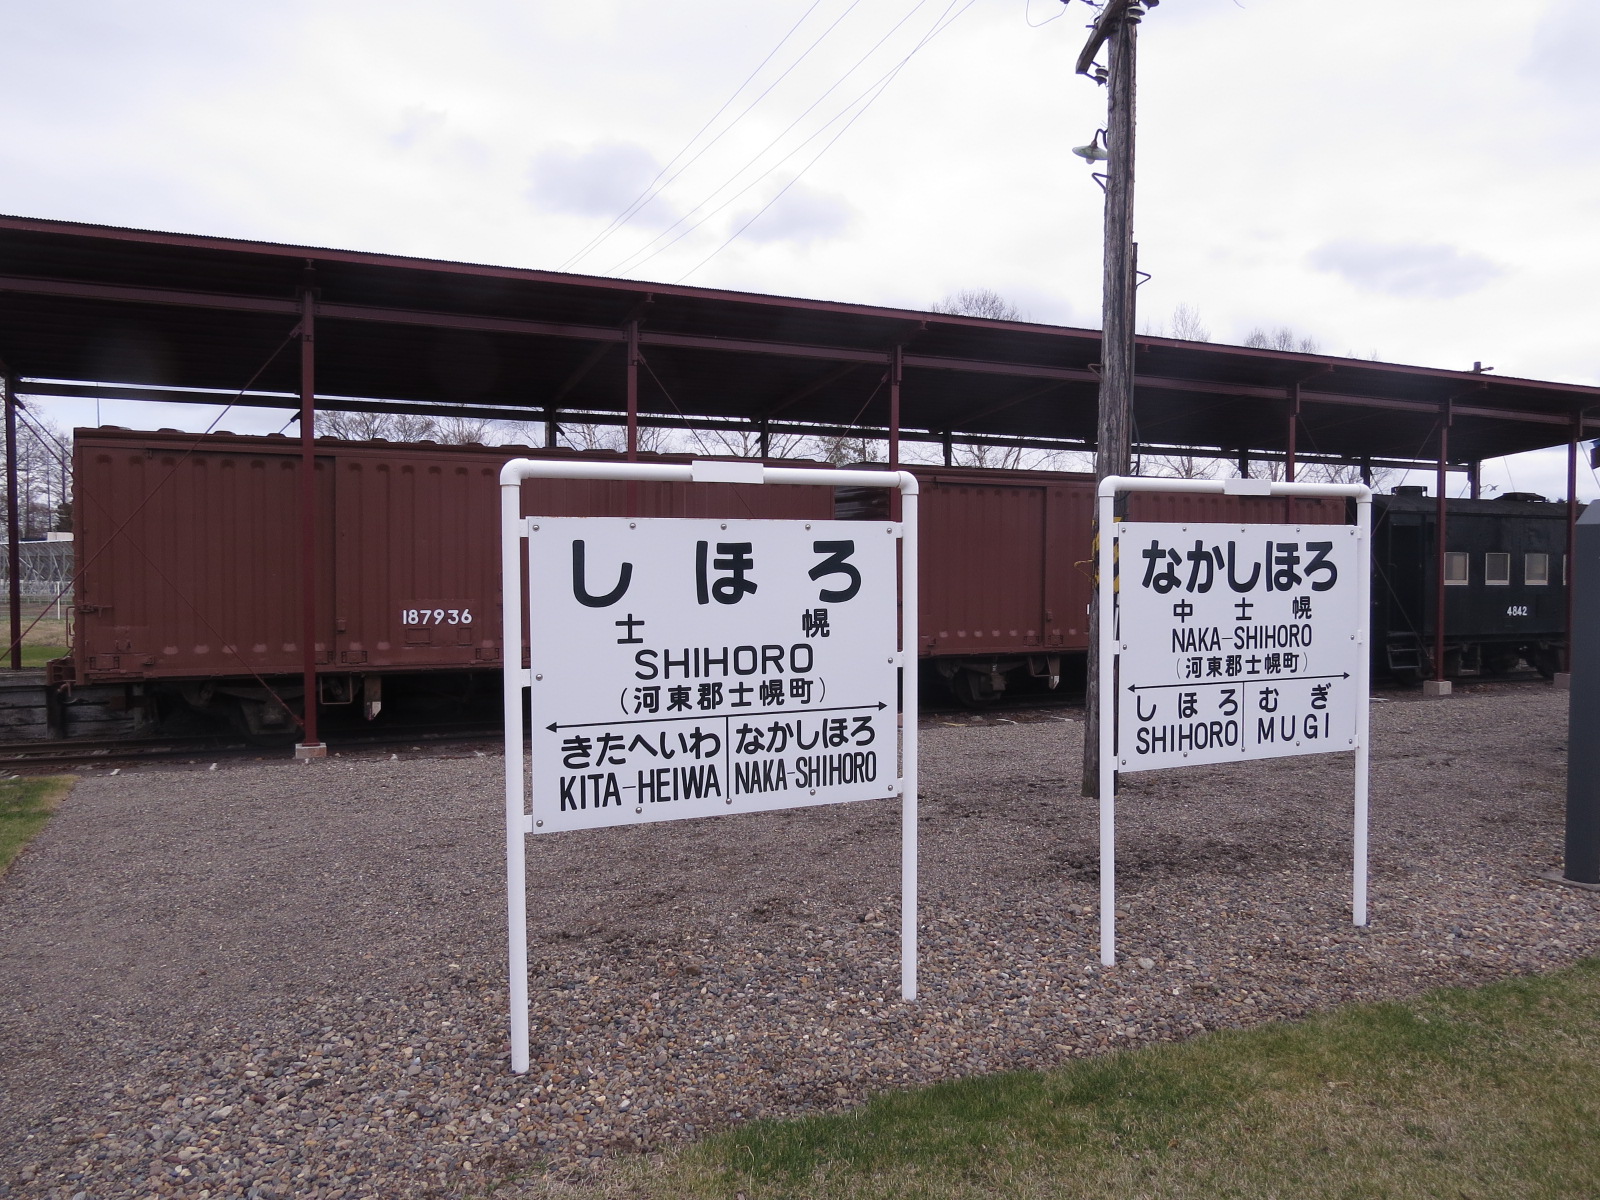 しほろ
士幌
SHIHORO
(河東郡士幌町)
きたへいわ なかしほろ
KITA-HEIWA NAKA-SHIHORO
なかしほろ
中士幌
NAKA-SHIHORO
(河東郡士幌町)
しほろ むぎ
SHIHORO MUGI
187936
4842